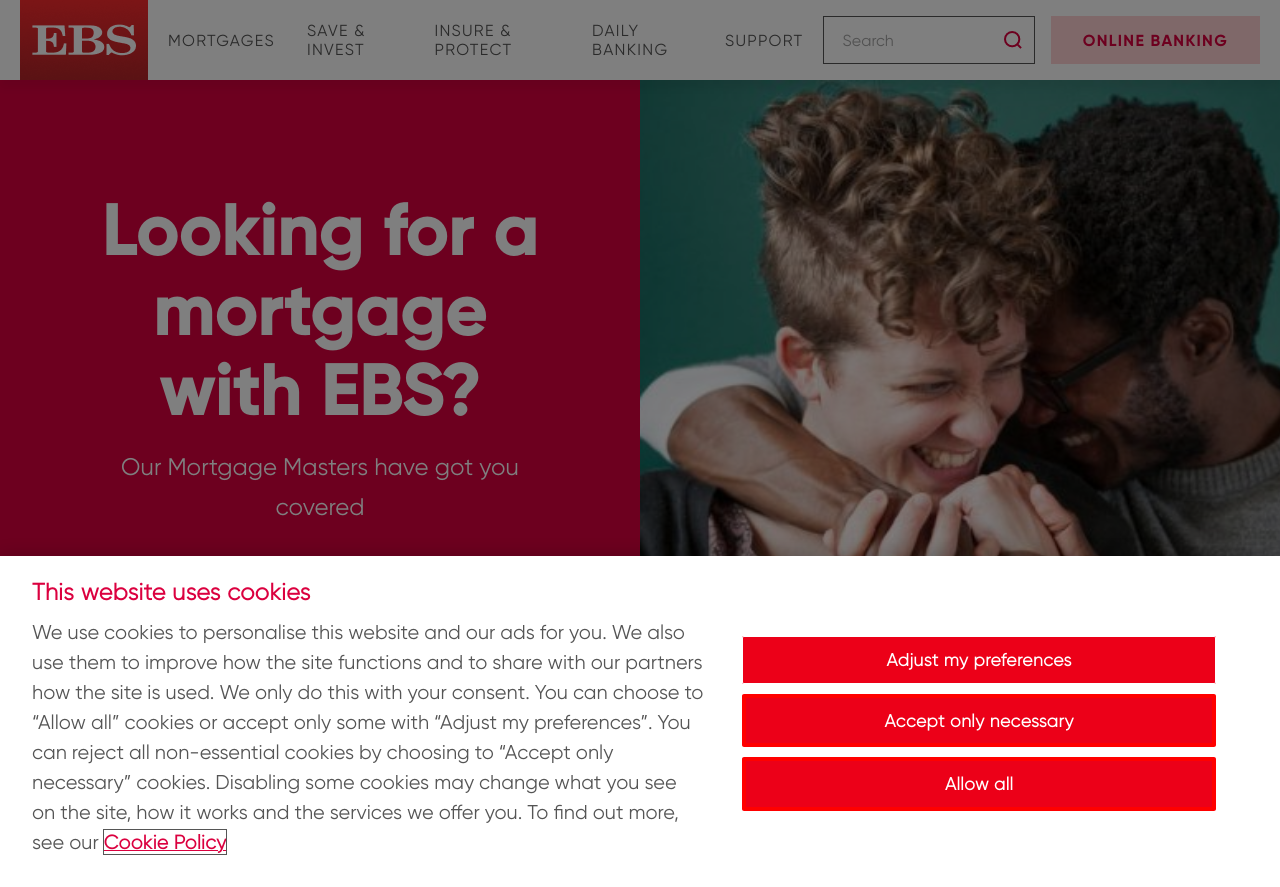 EBS
MORTGAGES
SAVE &
INVEST
INSURE &
PROTECT
DAILY
BANKING
SUPPORT
Search
ONLINE BANKING
Looking for a
mortgage
with EBS?
Our Mortgage Masters have got you
covered
This website uses cookies
We use cookies to personalise this website and our ads for you. We also
use them to improve how the site functions and to share with our partners
how the site is used. We only do this with your consent. You can choose to
“Allow all” cookies or accept only some with “Adjust my preferences”. You
can reject all non-essential cookies by choosing to “Accept only
necessary” cookies. Disabling some cookies may change what you see
on the site, how it works and the services we offer you. To find out more,
see our Cookie Policy
Adjust my preferences
Accept only necessary
Allow all